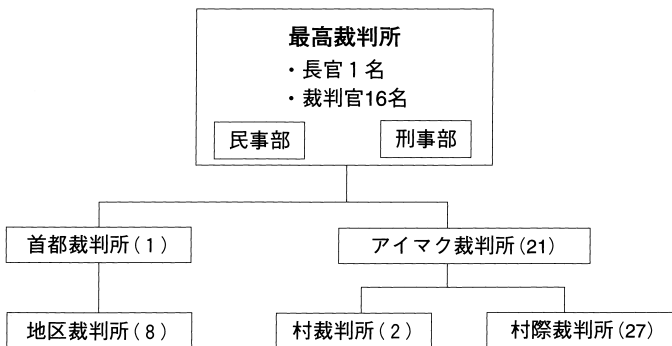 最高裁判所
・長官1名
・裁判官16名
民事部 刑事部
首都裁判所(1) アイマク裁判所(21)
地区裁判所(8) 村裁判所(2) 村際裁判所(27)